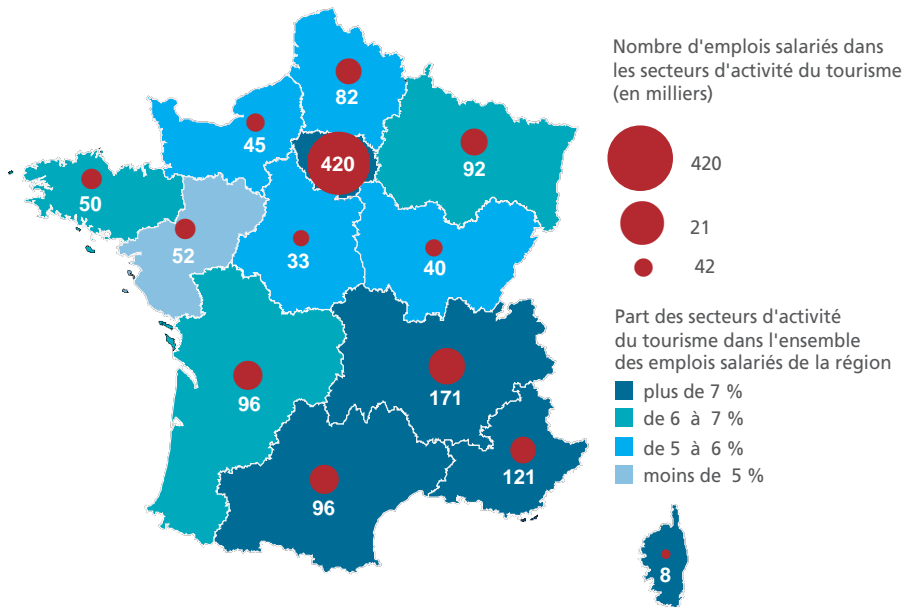 Nombre d'emplois salariés dans
les secteurs d'activité du tourisme
(en milliers)
420
21
42
Part des secteurs d'activité
du tourisme dans l'ensemble
des emplois salariés de la région
plus de 7 %
de 6 à 7 %
de 5 à 6 %
moins de 5 %
82
45
420
92
50
52
33
40
96
171
96
121
8